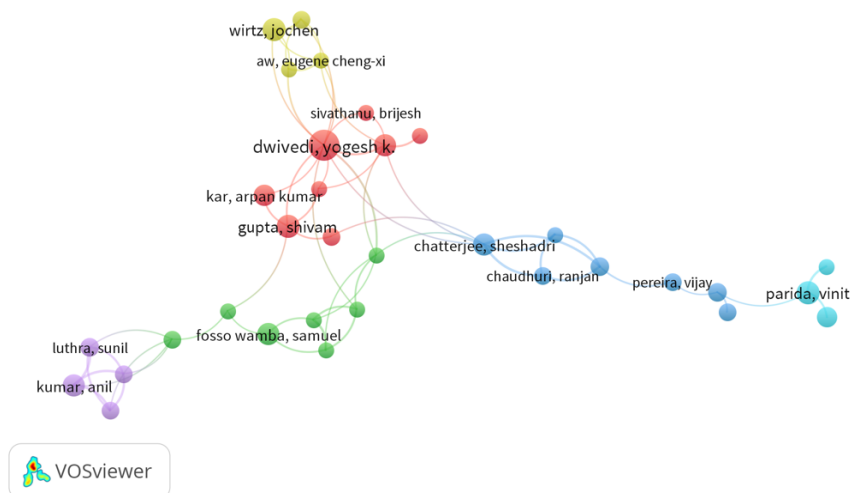 wirtz, jochen
aw, eugene cheng-xi
sivathanu, brijesh
dwivedi, yogesh k.
kar, arpan kumar
gupta, shivam
chatterjee, sheshadri
chaudhuri, ranjan
pereira, vijay
parida, vinit
fosso wamba, samuel
luthra, sunil
kumar, anil
VOSviewer